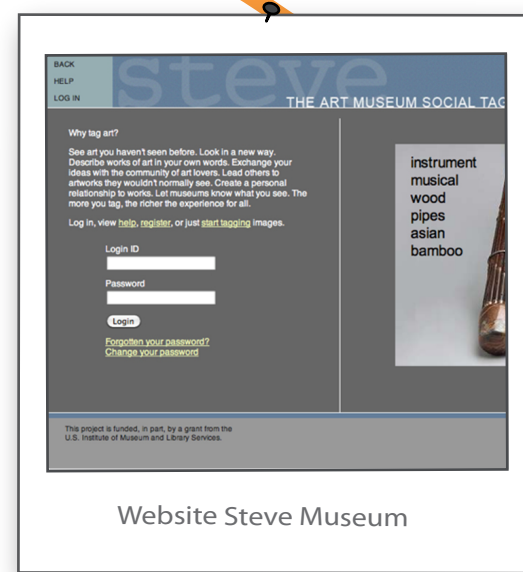 BACK
HELP
LOG IN
steve
THE ART MUSEUM SOCIAL TAG
Why tag art?
See art you haven't seen before. Look in a new way.
Describe works of art in your own words. Exchange your
ideas with the community of art lovers. Lead others to
artworks they wouldn't normally see. Create a personal
relationship to works. Let museums know what you see. The
more you tag, the richer the experience for all.
Log in, view help, register, or just start tagging images.
Login ID
Password
Login
Forgotten your password?
Change your password
instrument
musical
wood
pipes
asian
bamboo
This project is funded, in part, by a grant from the
U.S. Institute of Museum and Library Services.
Website Steve Museum